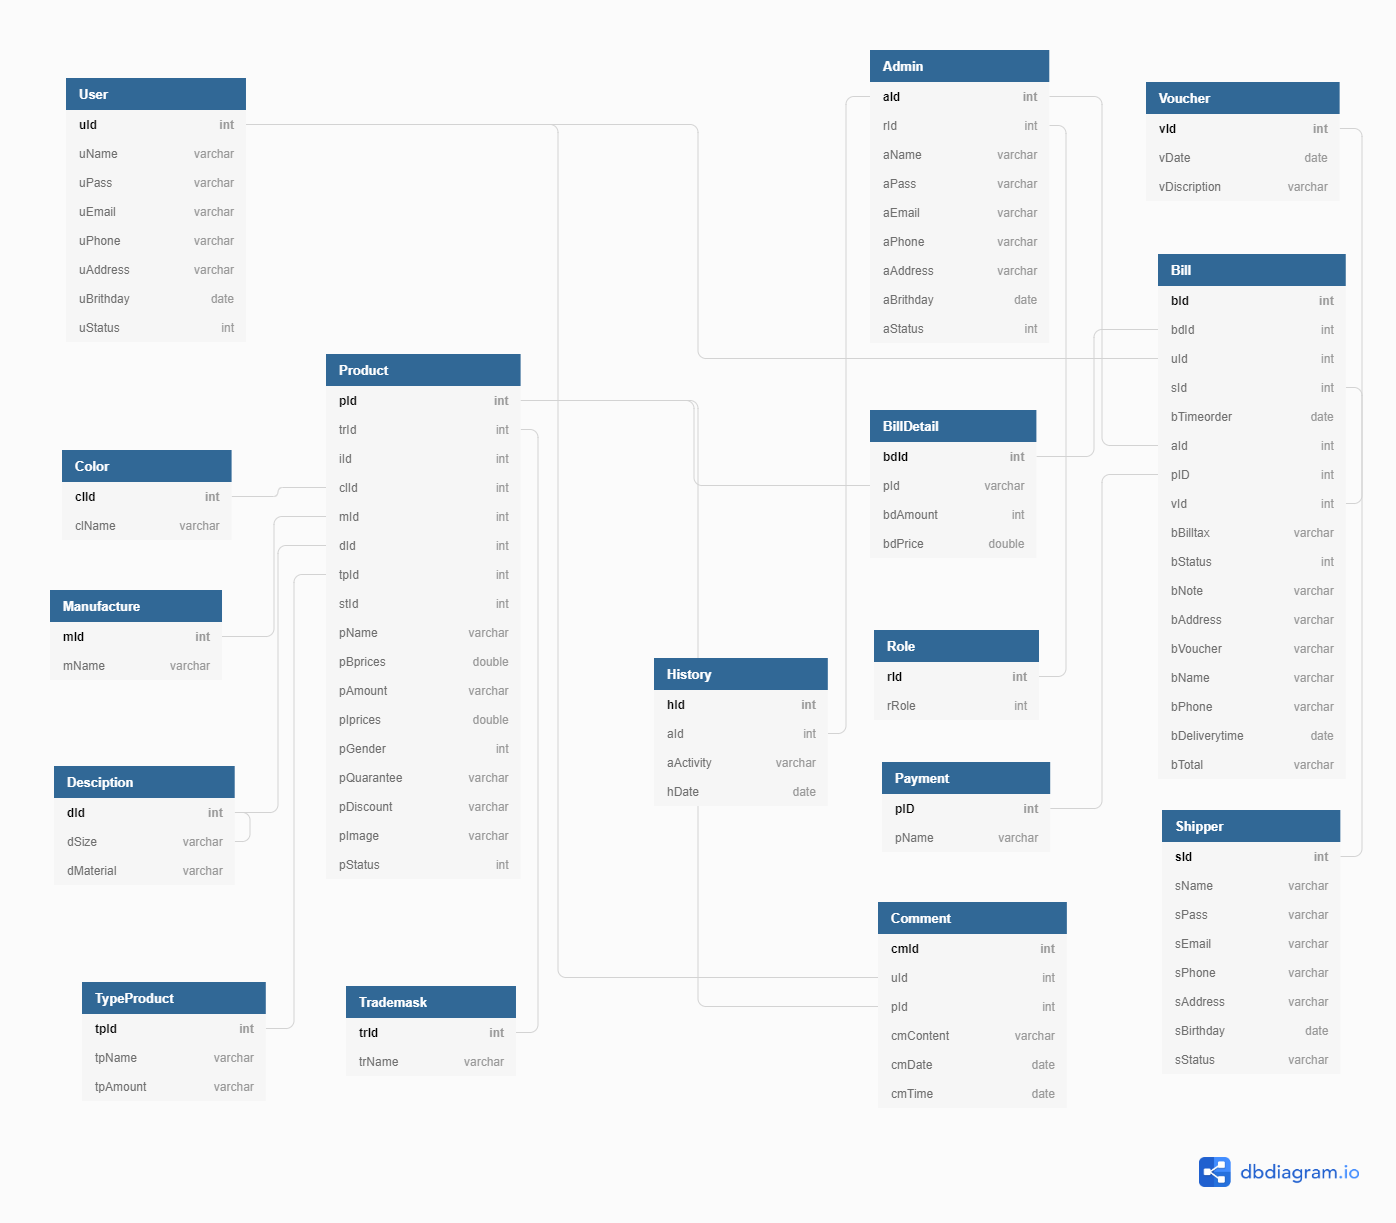 User
uId int
uName varchar
uPass varchar
uEmail varchar
uPhone varchar
uAddress varchar
uBrithday date
uStatus int
Product
pId int
trId int
iId int
clId int
mId int
dId int
tpId int
stId int
pName varchar
pBprices double
pAmount varchar
pIprices double
pGender int
pQuarantee varchar
pDiscount varchar
pImage varchar
pStatus int
Color
clId int
clName varchar
Manufacture
mId int
mName varchar
Desciption
dId int
dSize varchar
dMaterial varchar
TypeProduct
tpId int
tpName varchar
tpAmount varchar
Trademask
trId int
trName varchar
History
hId int
aId int
aActivity varchar
hDate date
Admin
aId int
rId int
aName varchar
aPass varchar
aEmail varchar
aPhone varchar
aAddress varchar
aBrithday date
aStatus int
BillDetail
bdId int
pId varchar
bdAmount int
bdPrice double
Role
rId int
rRole int
Payment
pID int
pName varchar
Comment
cmId int
uId int
pId int
cmContent varchar
cmDate date
cmTime date
Voucher
vId int
vDate date
vDiscription varchar
Bill
bId int
bdId int
uId int
sId int
bTimeorder date
aId int
pID int
vId int
bBilltax varchar
bStatus int
bNote varchar
bAddress varchar
bVoucher varchar
bName varchar
bPhone varchar
bDeliverytime date
bTotal varchar
Shipper
sId int
sName varchar
sPass varchar
sEmail varchar
sPhone varchar
sAddress varchar
sBirthday date
sStatus varchar
dbdiagram.io